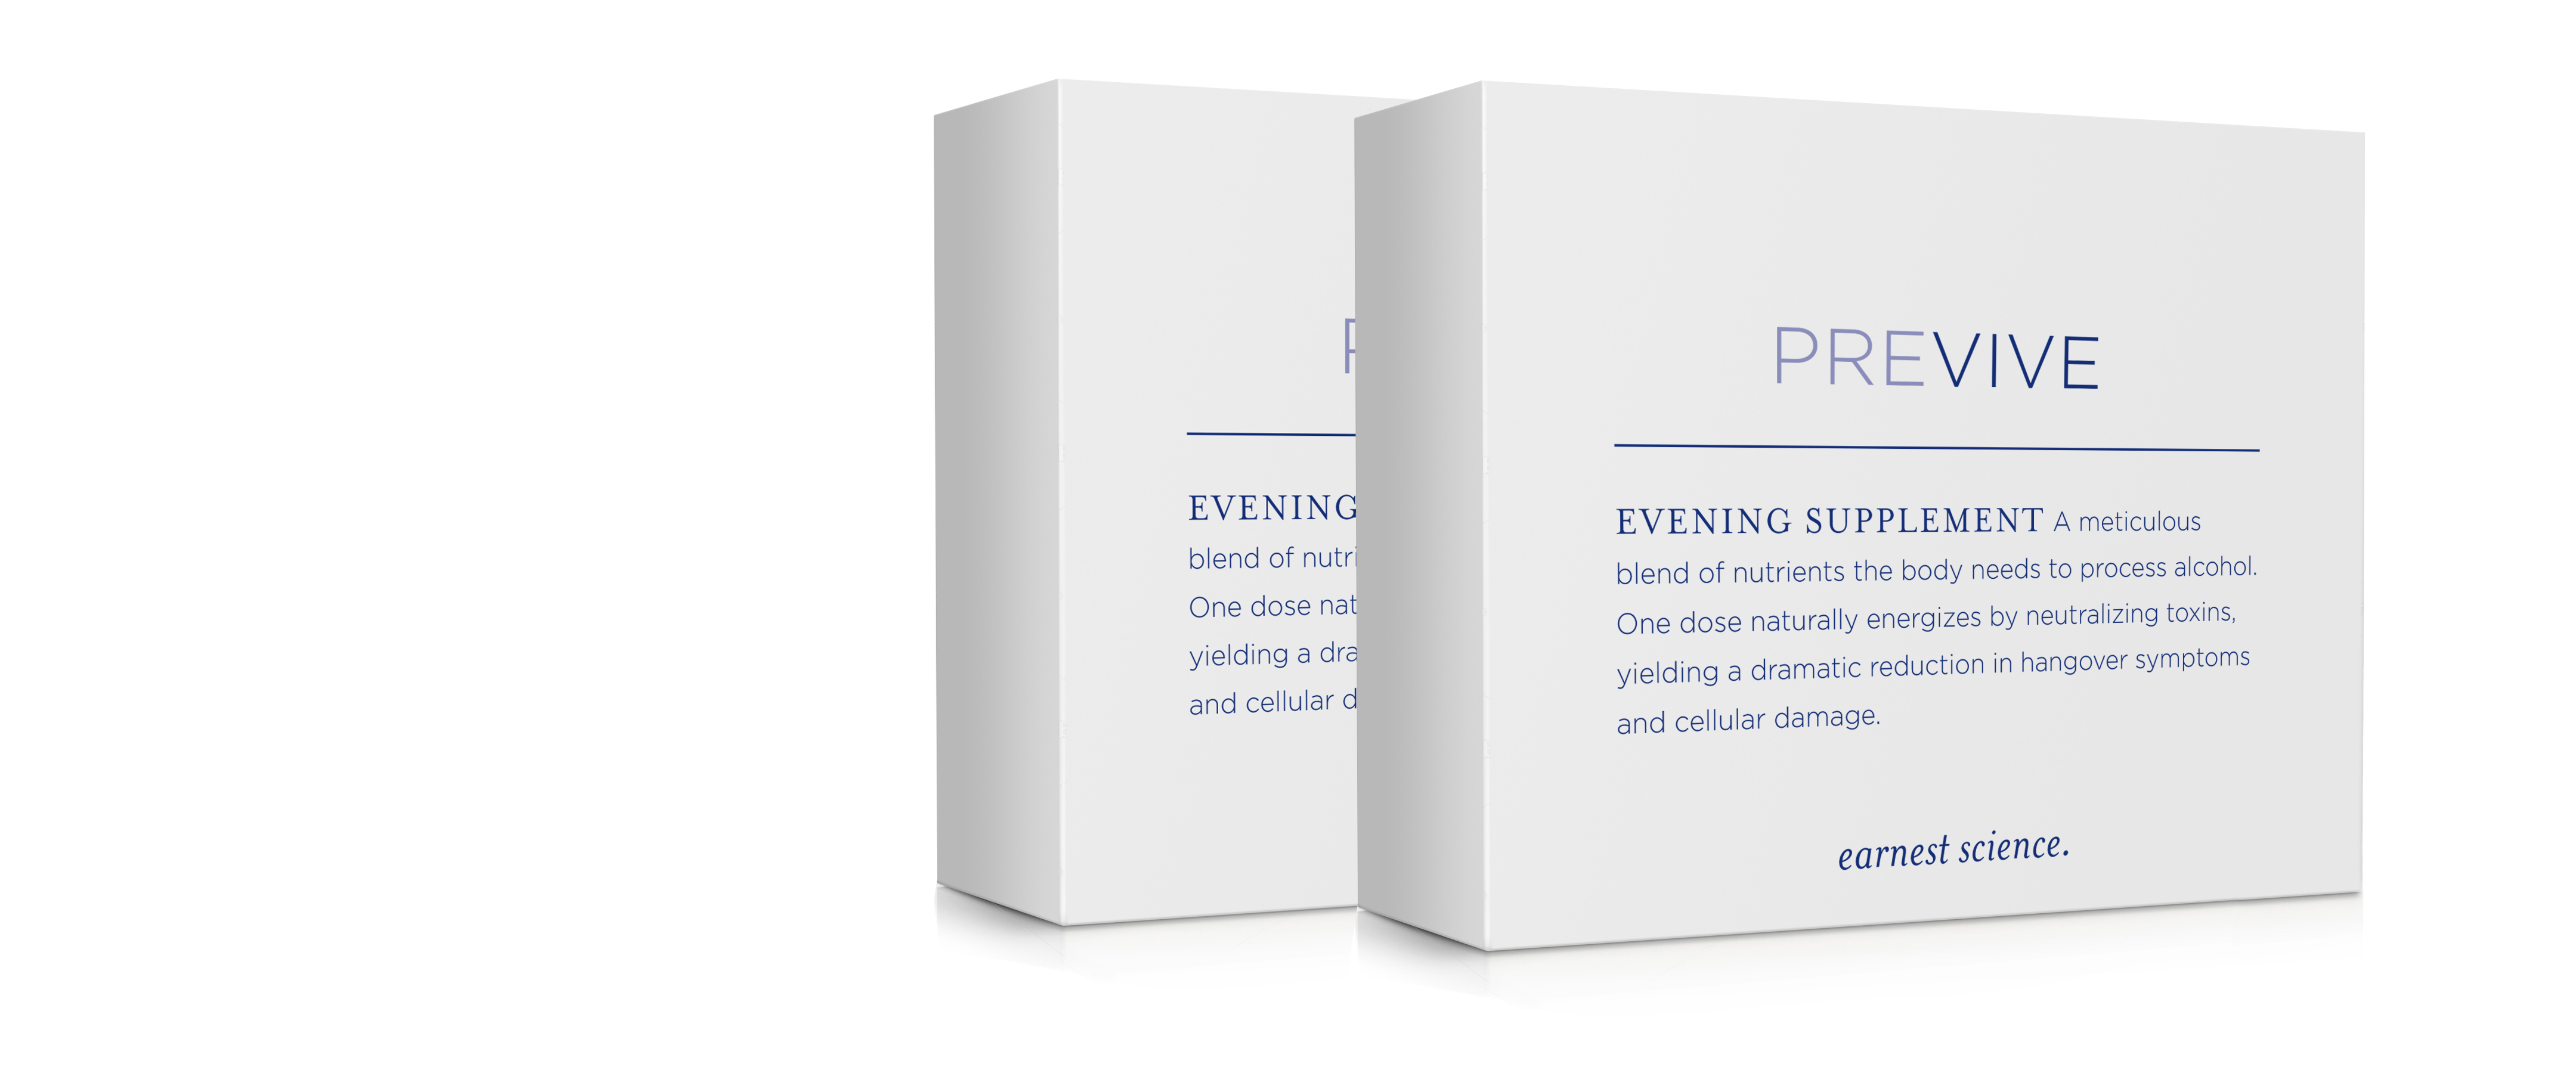 P
EVENING
blend of nutri
One dose nat
yielding a dra
and cellular d
PREVIVE
EVENING SUPPLEMENT A meticulous
blend of nutrients the body needs to process alcohol.
One dose naturally energizes by neutralizing toxins,
yielding a dramatic reduction in hangover symptoms
and cellular damage.
earnest science.